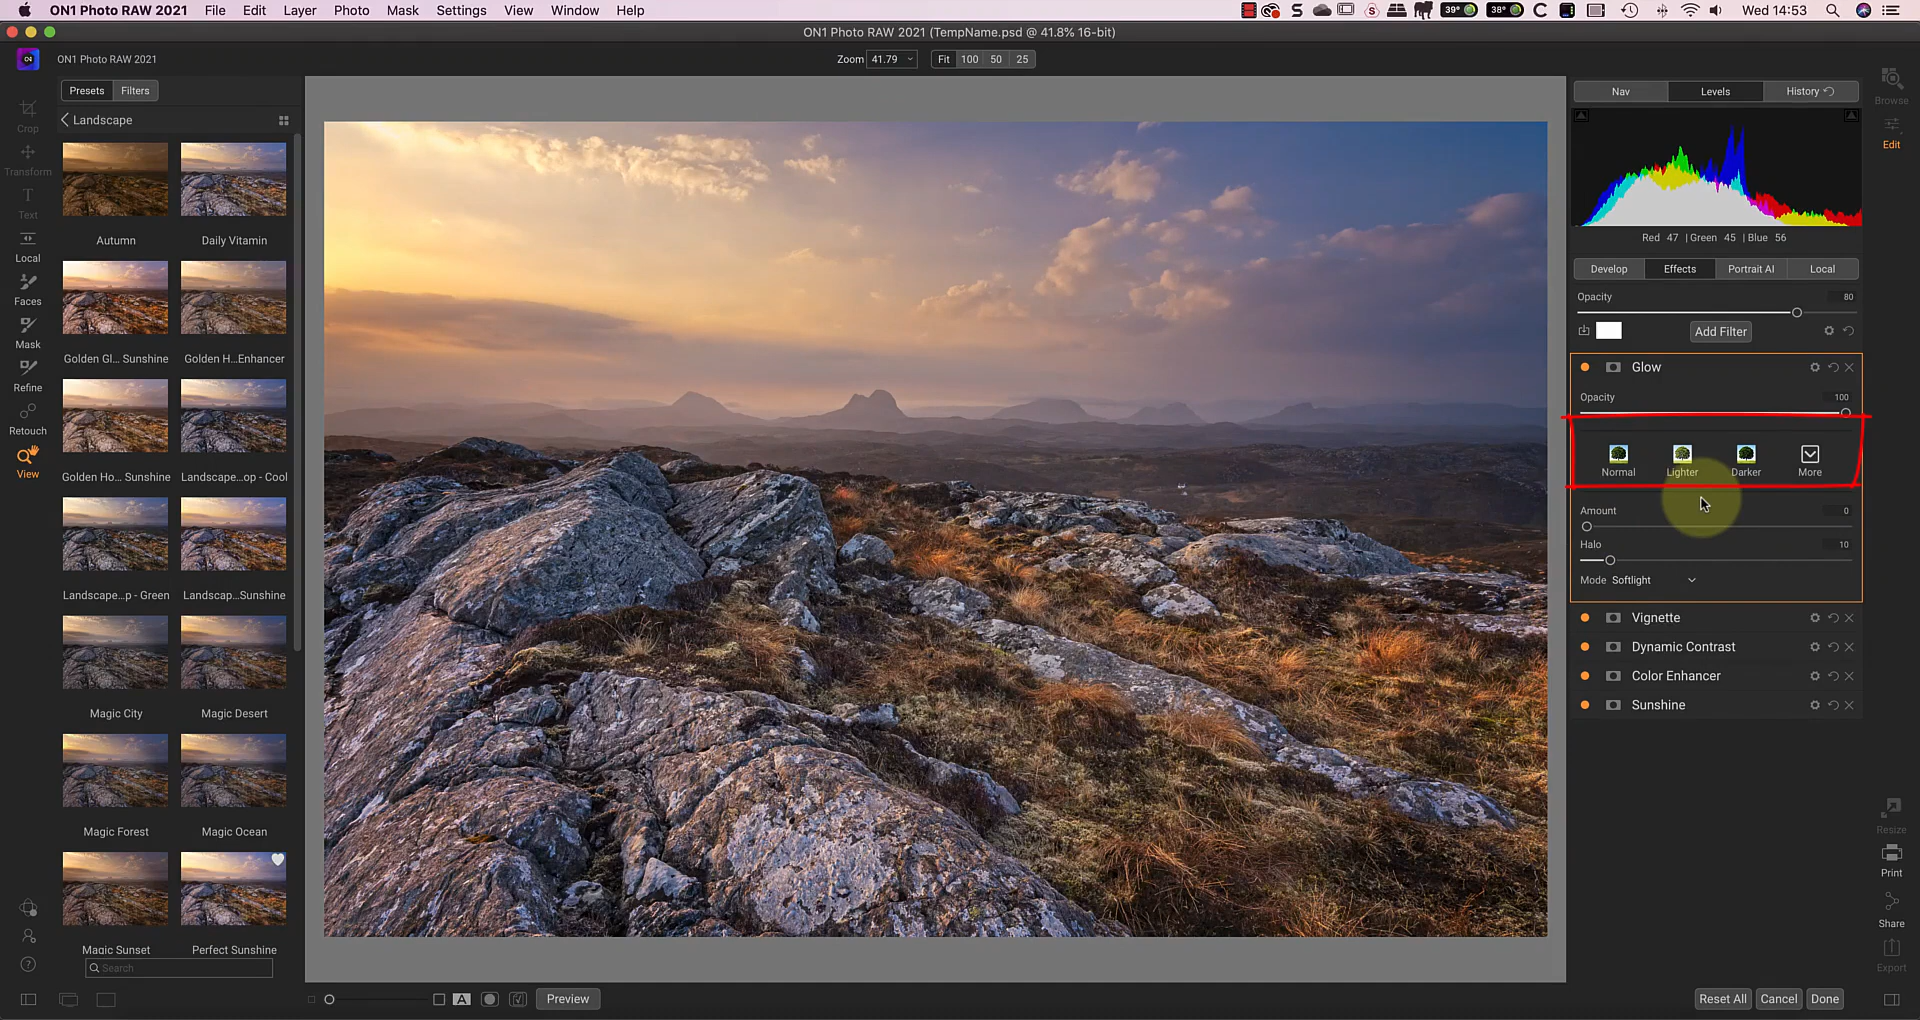 ON1 Photo RAW 2021 File Edit Layer Photo Mask Settings View Window Help 39° 38° Wed 14:53
ON1 Photo RAW 2021 (TempName.psd @ 41.8% 16-bit)
ON1 Photo RAW 2021 Zoom 41.79 Fit 100 50 25
Presets Filters
Landscape
Autumn Daily Vitamin
Golden Gl... Sunshine Golden H...Enhancer
Golden Ho... Sunshine Landscape...op - Cool
Landscape...p - Green Landscap...Sunshine
Magic City Magic Desert
Magic Forest Magic Ocean
Magic Sunset Perfect Sunshine
Search
Crop
Transform
Text
Local
Faces
Mask
Refine
Retouch
View
Nav Levels History
Red 47 | Green 45 | Blue 56
Develop Effects Portrait AI Local
Opacity 80
Add Filter
Glow
Opacity 100
Normal Lighter Darker More
Amount 0
Halo 10
Mode Softlight
Vignette
Dynamic Contrast
Color Enhancer
Sunshine
Browse
Edit
Resize
Print
Share
Export
A Preview Reset All Cancel Done